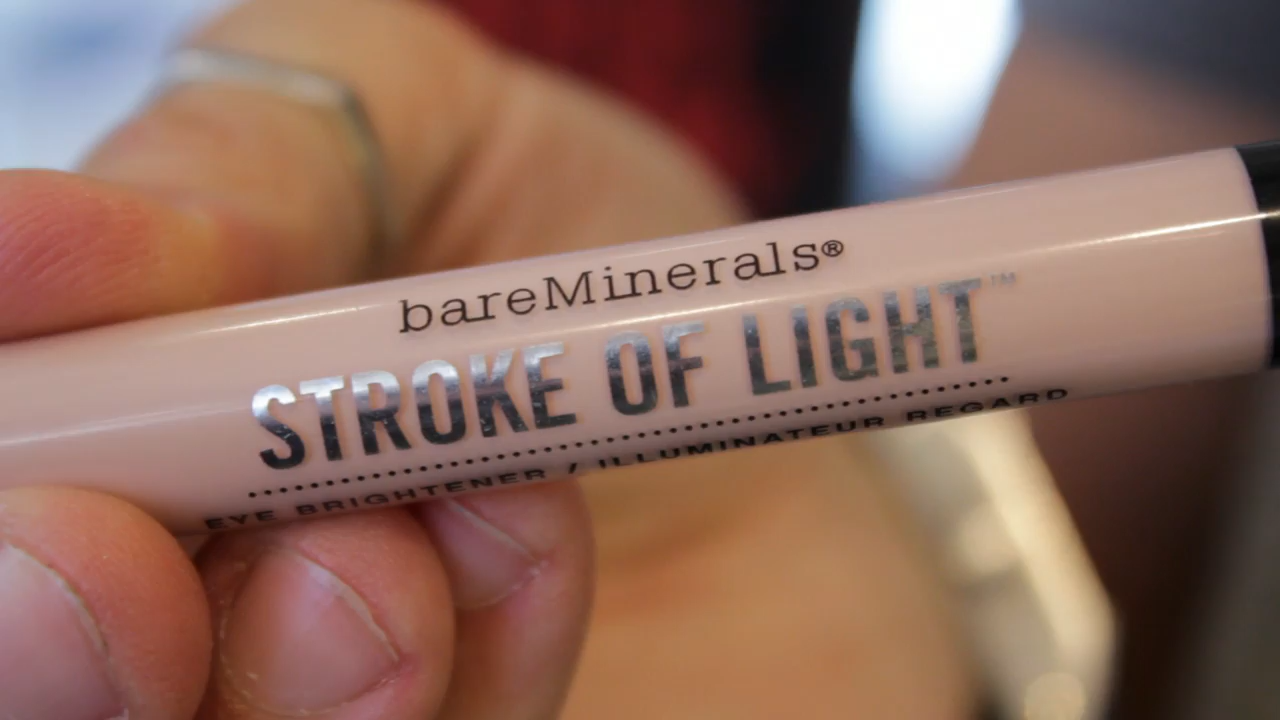 bareMinerals®
STROKE OF LIGHT™
EYE BRIGHTENER / ILLUMINATEUR REGARD